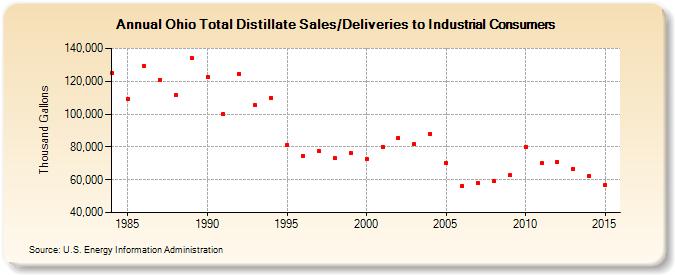 Annual Ohio Total Distillate Sales/Deliveries to Industrial Consumers
Thousand Gallons
140,000
120,000
100,000
80,000
60,000
40,000
1985 1990 1995 2000 2005 2010 2015
Source: U.S. Energy Information Administration